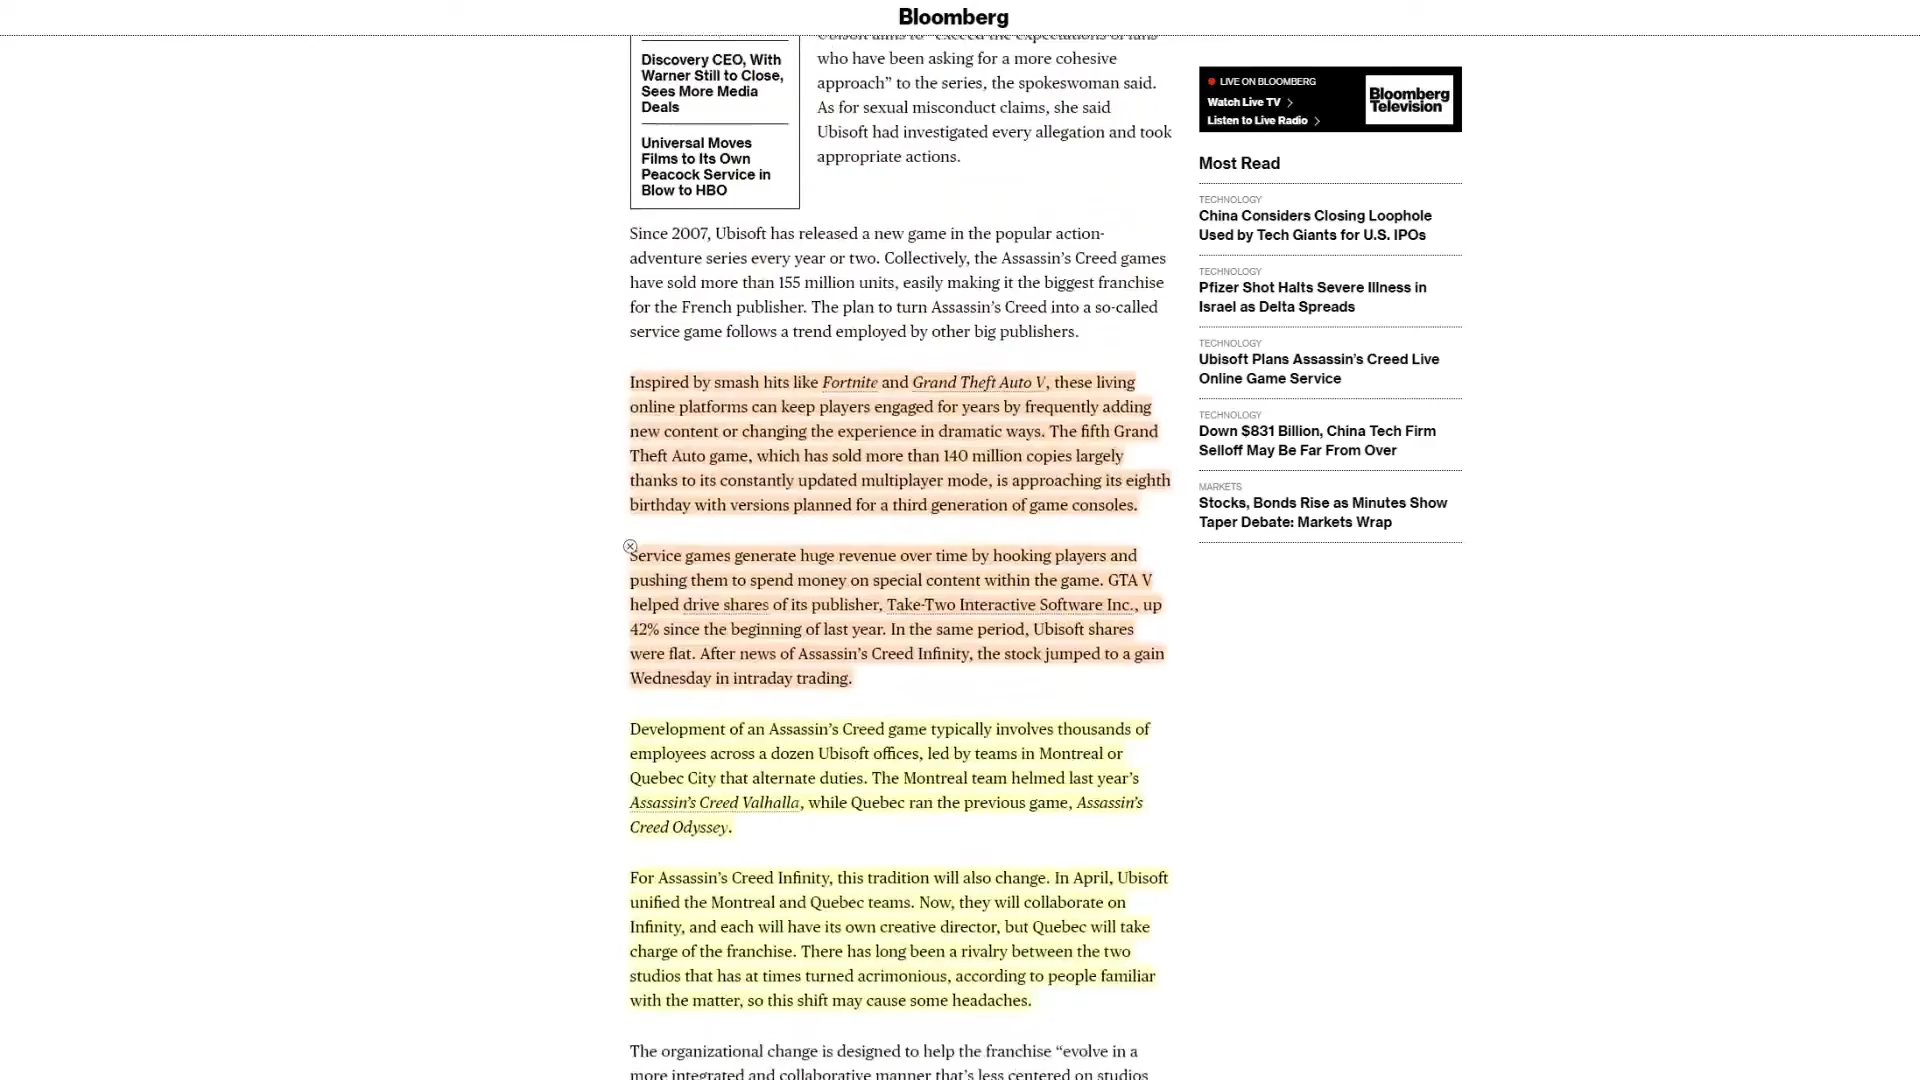 Bloomberg
Discovery CEO, With
Warner Still to Close,
Sees More Media
Deals
Universal Moves
Films to Its Own
Peacock Service in
Blow to HBO
Ubisoft aims to “exceed the expectations of fans
who have been asking for a more cohesive
approach” to the series, the spokeswoman said.
As for sexual misconduct claims, she said
Ubisoft had investigated every allegation and took
appropriate actions.
Since 2007, Ubisoft has released a new game in the popular action-
adventure series every year or two. Collectively, the Assassin’s Creed games
have sold more than 155 million units, easily making it the biggest franchise
for the French publisher. The plan to turn Assassin’s Creed into a so-called
service game follows a trend employed by other big publishers.
Inspired by smash hits like Fortnite and Grand Theft Auto V, these living
online platforms can keep players engaged for years by frequently adding
new content or changing the experience in dramatic ways. The fifth Grand
Theft Auto game, which has sold more than 140 million copies largely
thanks to its constantly updated multiplayer mode, is approaching its eighth
birthday with versions planned for a third generation of game consoles.
Service games generate huge revenue over time by hooking players and
pushing them to spend money on special content within the game. GTA V
helped drive shares of its publisher, Take-Two Interactive Software Inc., up
42% since the beginning of last year. In the same period, Ubisoft shares
were flat. After news of Assassin’s Creed Infinity, the stock jumped to a gain
Wednesday in intraday trading.
Development of an Assassin’s Creed game typically involves thousands of
employees across a dozen Ubisoft offices, led by teams in Montreal or
Quebec City that alternate duties. The Montreal team helmed last year’s
Assassin’s Creed Valhalla, while Quebec ran the previous game, Assassin’s
Creed Odyssey.
For Assassin’s Creed Infinity, this tradition will also change. In April, Ubisoft
unified the Montreal and Quebec teams. Now, they will collaborate on
Infinity, and each will have its own creative director, but Quebec will take
charge of the franchise. There has long been a rivalry between the two
studios that has at times turned acrimonious, according to people familiar
with the matter, so this shift may cause some headaches.
The organizational change is designed to help the franchise “evolve in a
more integrated and collaborative manner that’s less centered on studios
LIVE ON BLOOMBERG
Watch Live TV
Listen to Live Radio
Bloomberg
Television
Most Read
TECHNOLOGY
China Considers Closing Loophole
Used by Tech Giants for U.S. IPOs
TECHNOLOGY
Pfizer Shot Halts Severe Illness in
Israel as Delta Spreads
TECHNOLOGY
Ubisoft Plans Assassin’s Creed Live
Online Game Service
TECHNOLOGY
Down $831 Billion, China Tech Firm
Selloff May Be Far From Over
MARKETS
Stocks, Bonds Rise as Minutes Show
Taper Debate: Markets Wrap